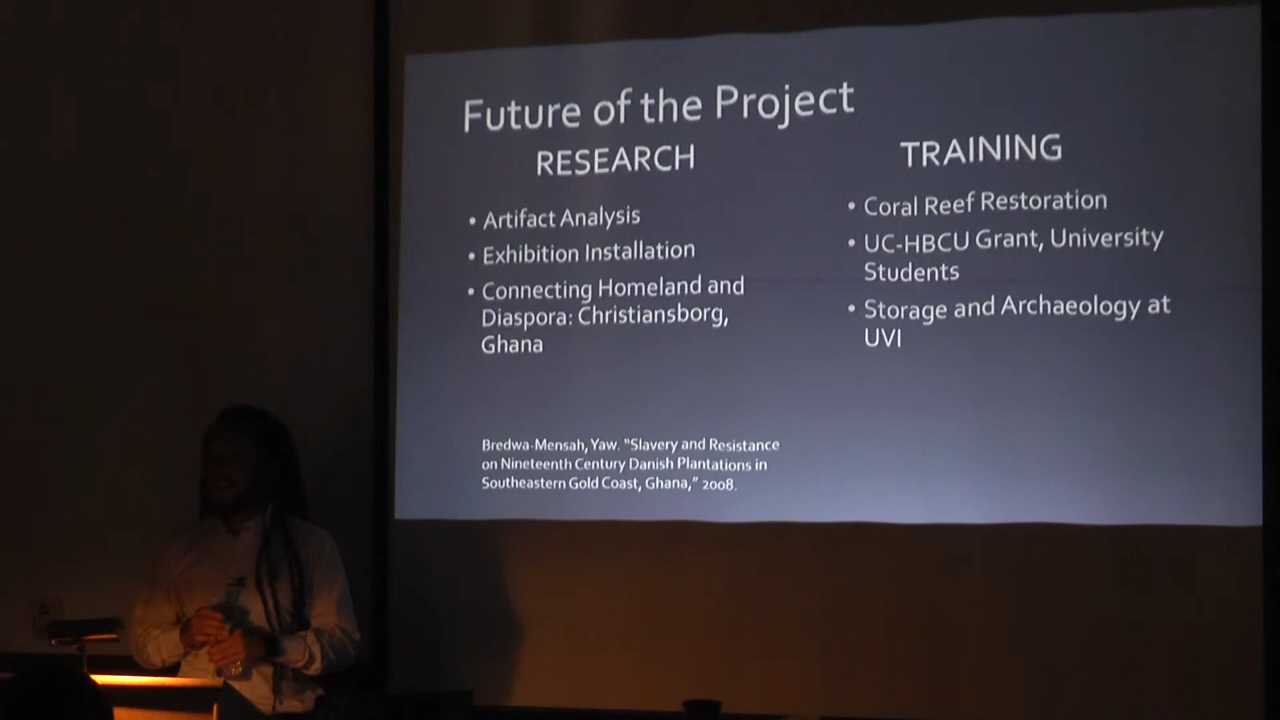 Future of the Project
RESEARCH
• Artifact Analysis
• Exhibition Installation
• Connecting Homeland and
Diaspora: Christiansborg,
Ghana
Bredwa-Mensah, Yaw. "Slavery and Resistance
on Nineteenth Century Danish Plantations in
Southeastern Gold Coast, Ghana," 2008.
TRAINING
• Coral Reef Restoration
• UC-HBCU Grant, University
Students
• Storage and Archaeology at
UVI